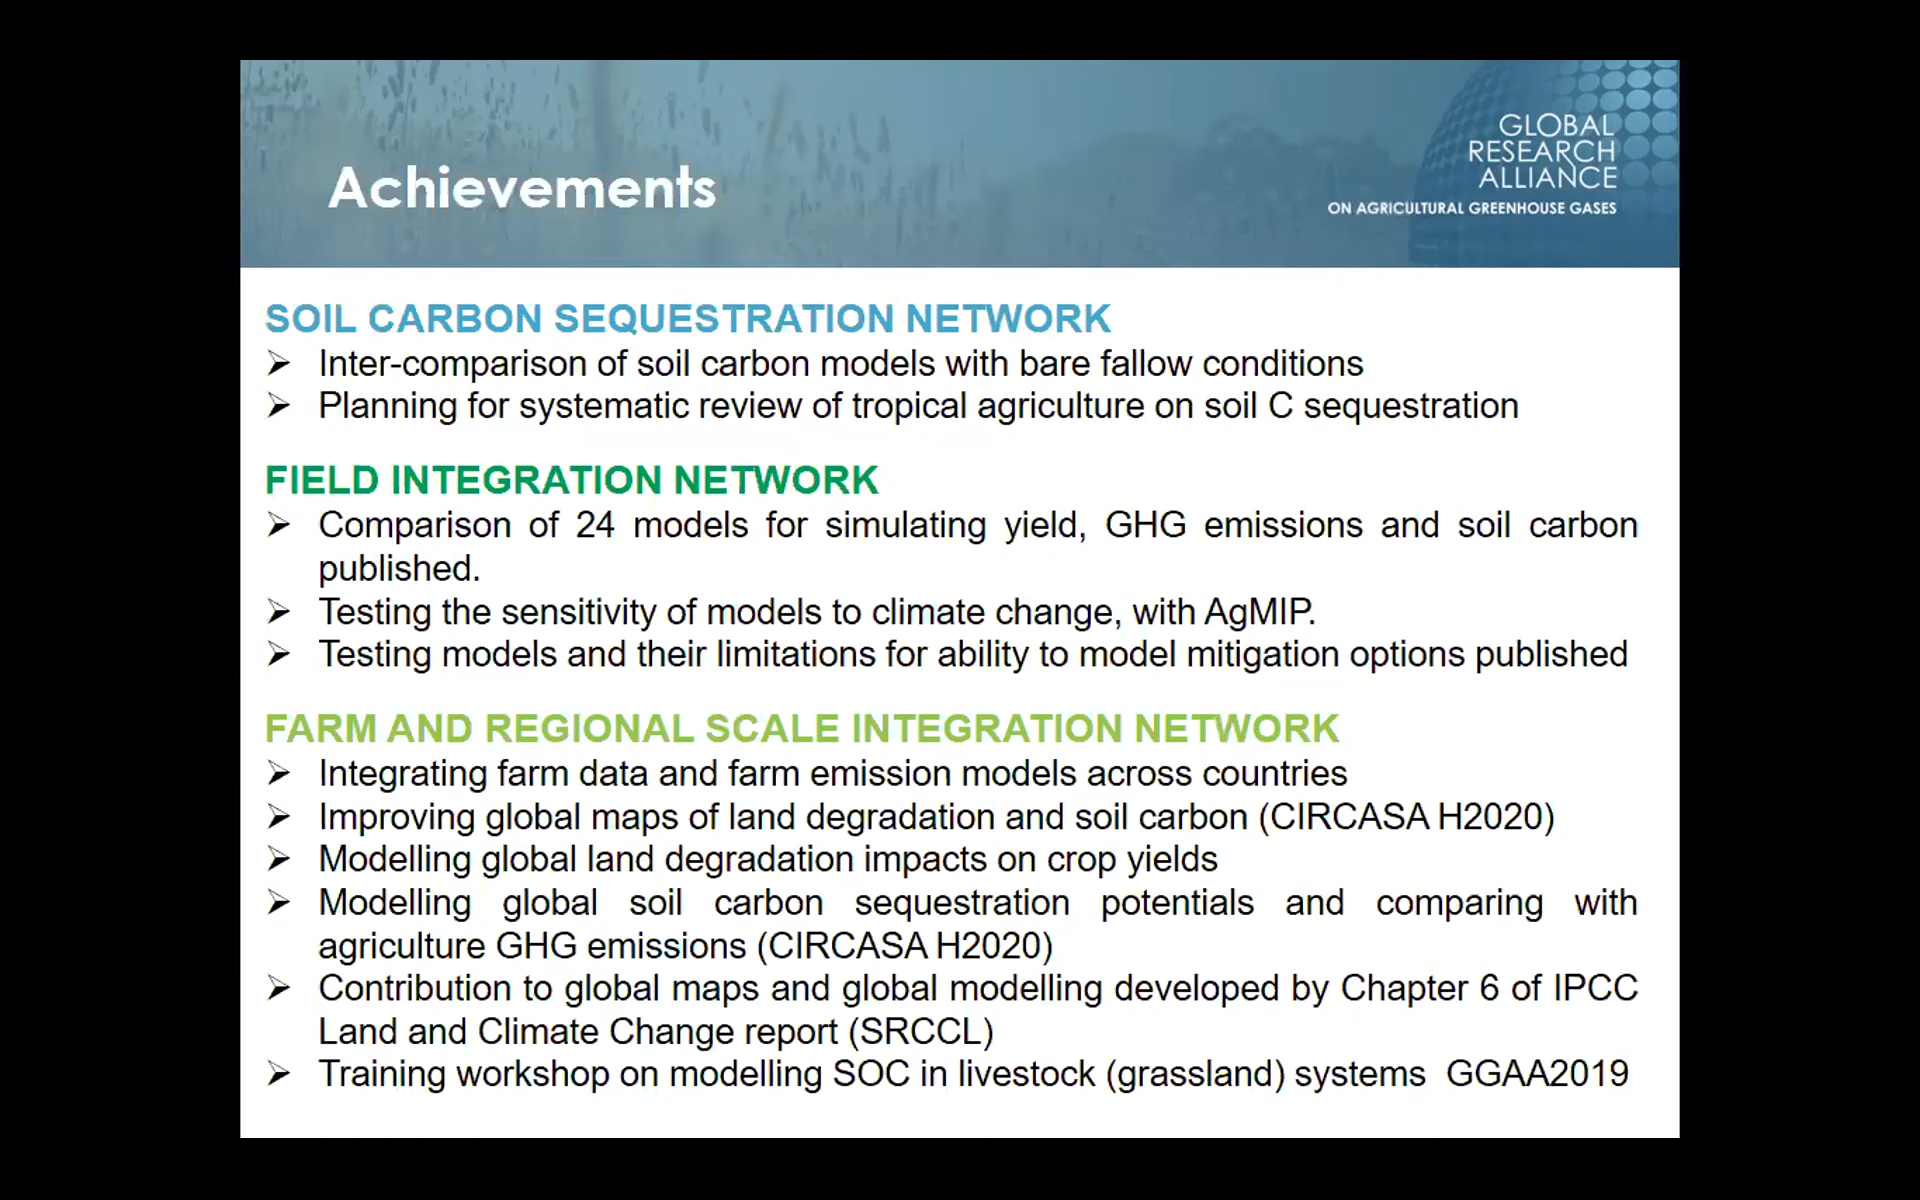 Achievements
GLOBAL
RESEARCH
ALLIANCE
ON AGRICULTURAL GREENHOUSE GASES
SOIL CARBON SEQUESTRATION NETWORK
➢ Inter-comparison of soil carbon models with bare fallow conditions
➢ Planning for systematic review of tropical agriculture on soil C sequestration
FIELD INTEGRATION NETWORK
➢ Comparison of 24 models for simulating yield, GHG emissions and soil carbon
published.
➢ Testing the sensitivity of models to climate change, with AgMIP.
➢ Testing models and their limitations for ability to model mitigation options published
FARM AND REGIONAL SCALE INTEGRATION NETWORK
➢ Integrating farm data and farm emission models across countries
➢ Improving global maps of land degradation and soil carbon (CIRCASA H2020)
➢ Modelling global land degradation impacts on crop yields
➢ Modelling global soil carbon sequestration potentials and comparing with
agriculture GHG emissions (CIRCASA H2020)
➢ Contribution to global maps and global modelling developed by Chapter 6 of IPCC
Land and Climate Change report (SRCCL)
➢ Training workshop on modelling SOC in livestock (grassland) systems GGAA2019